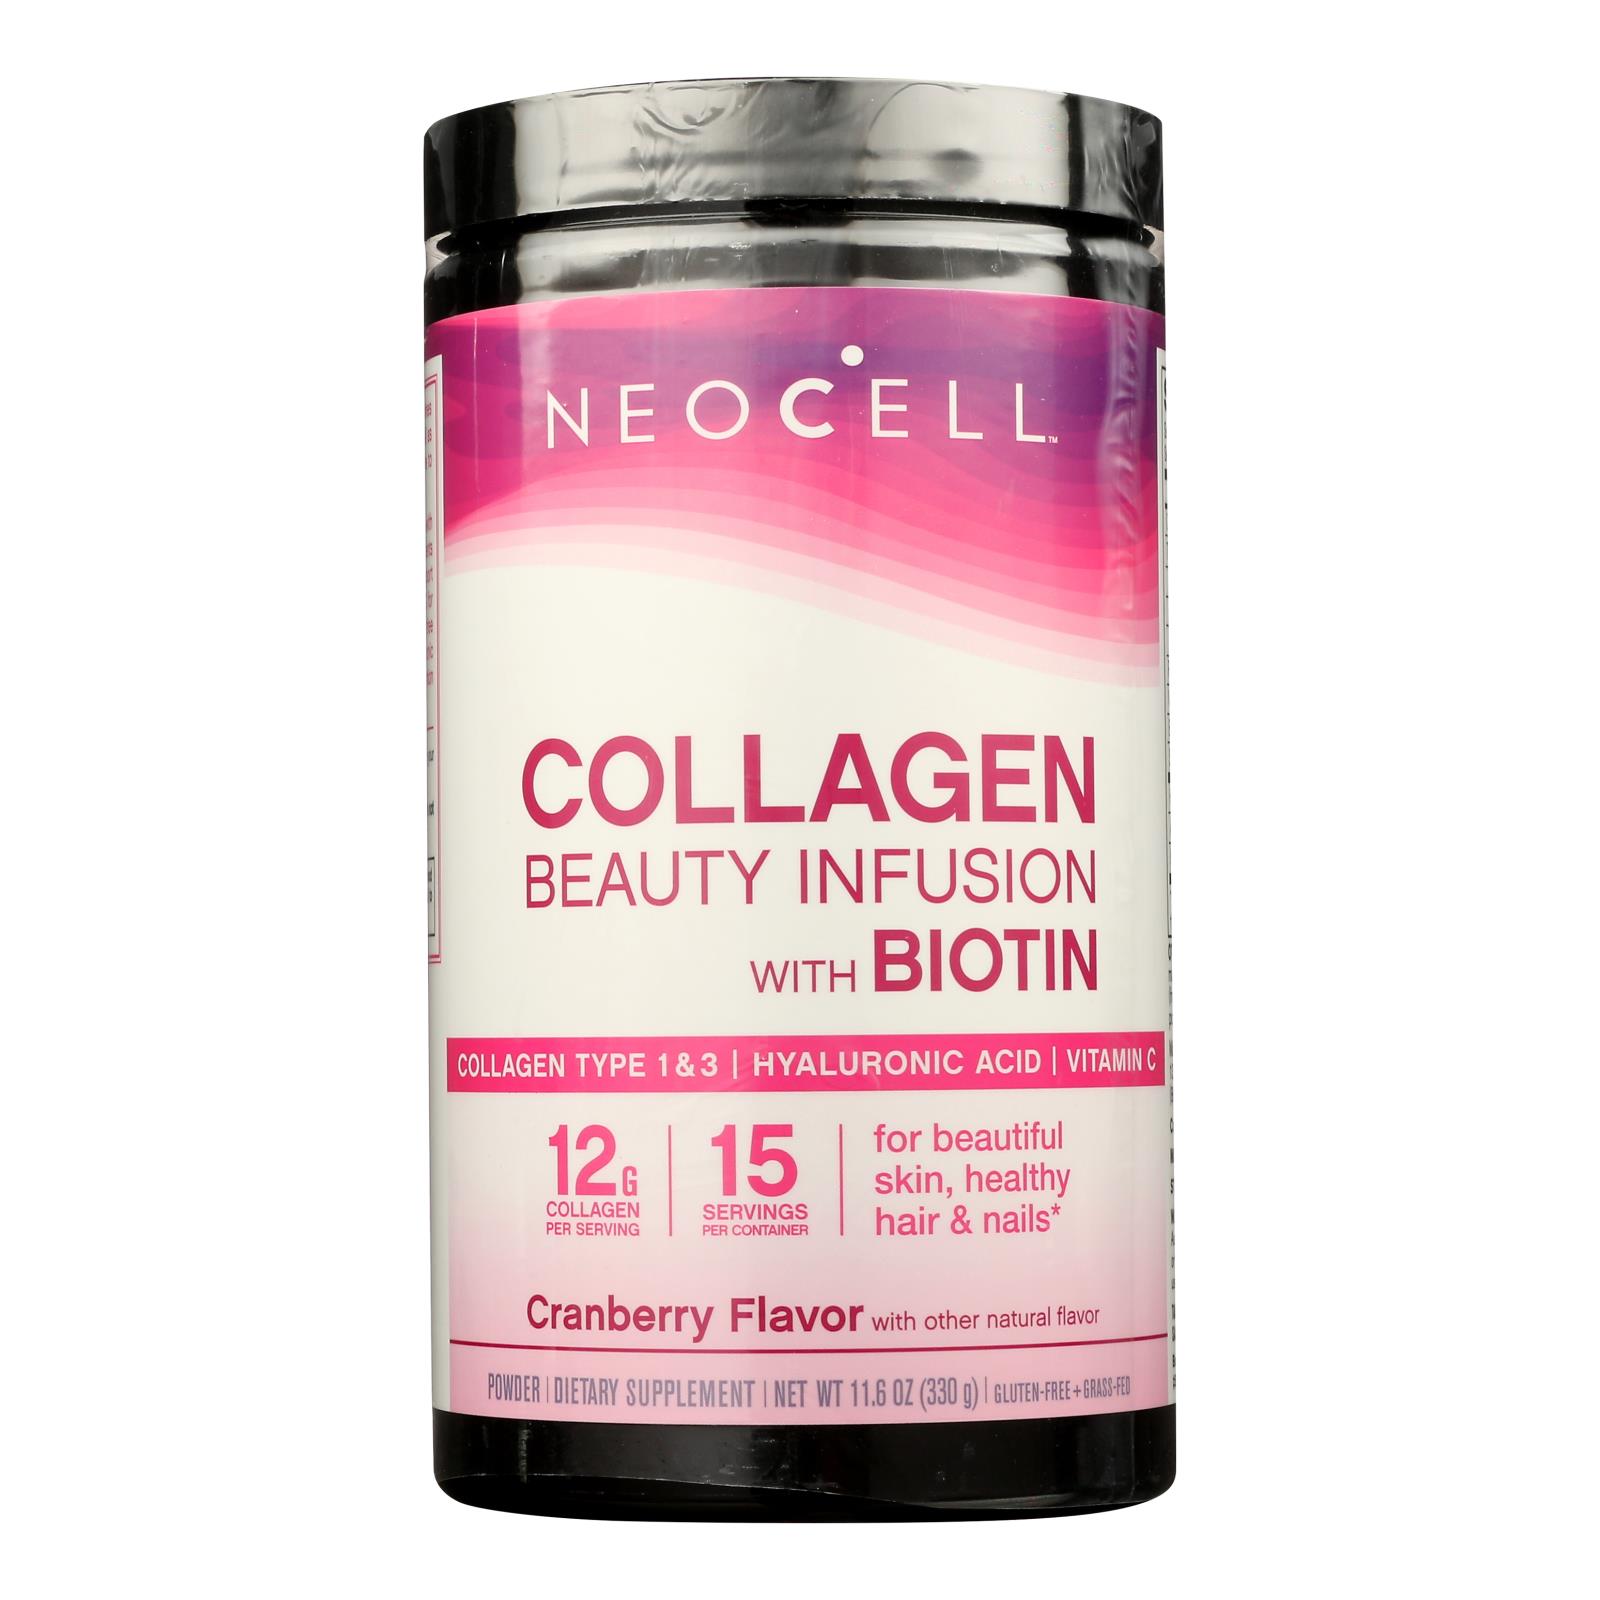 NEOCELL™
COLLAGEN
BEAUTY INFUSION
WITH BIOTIN
COLLAGEN TYPE 1 & 3 | HYALURONIC ACID | VITAMIN C
12G
COLLAGEN
PER SERVING
15
SERVINGS
PER CONTAINER
for beautiful
skin, healthy
hair & nails*
Cranberry Flavor with other natural flavor
POWDER | DIETARY SUPPLEMENT | NET WT 11.6 OZ (330 g) | GLUTEN-FREE + GRASS-FED